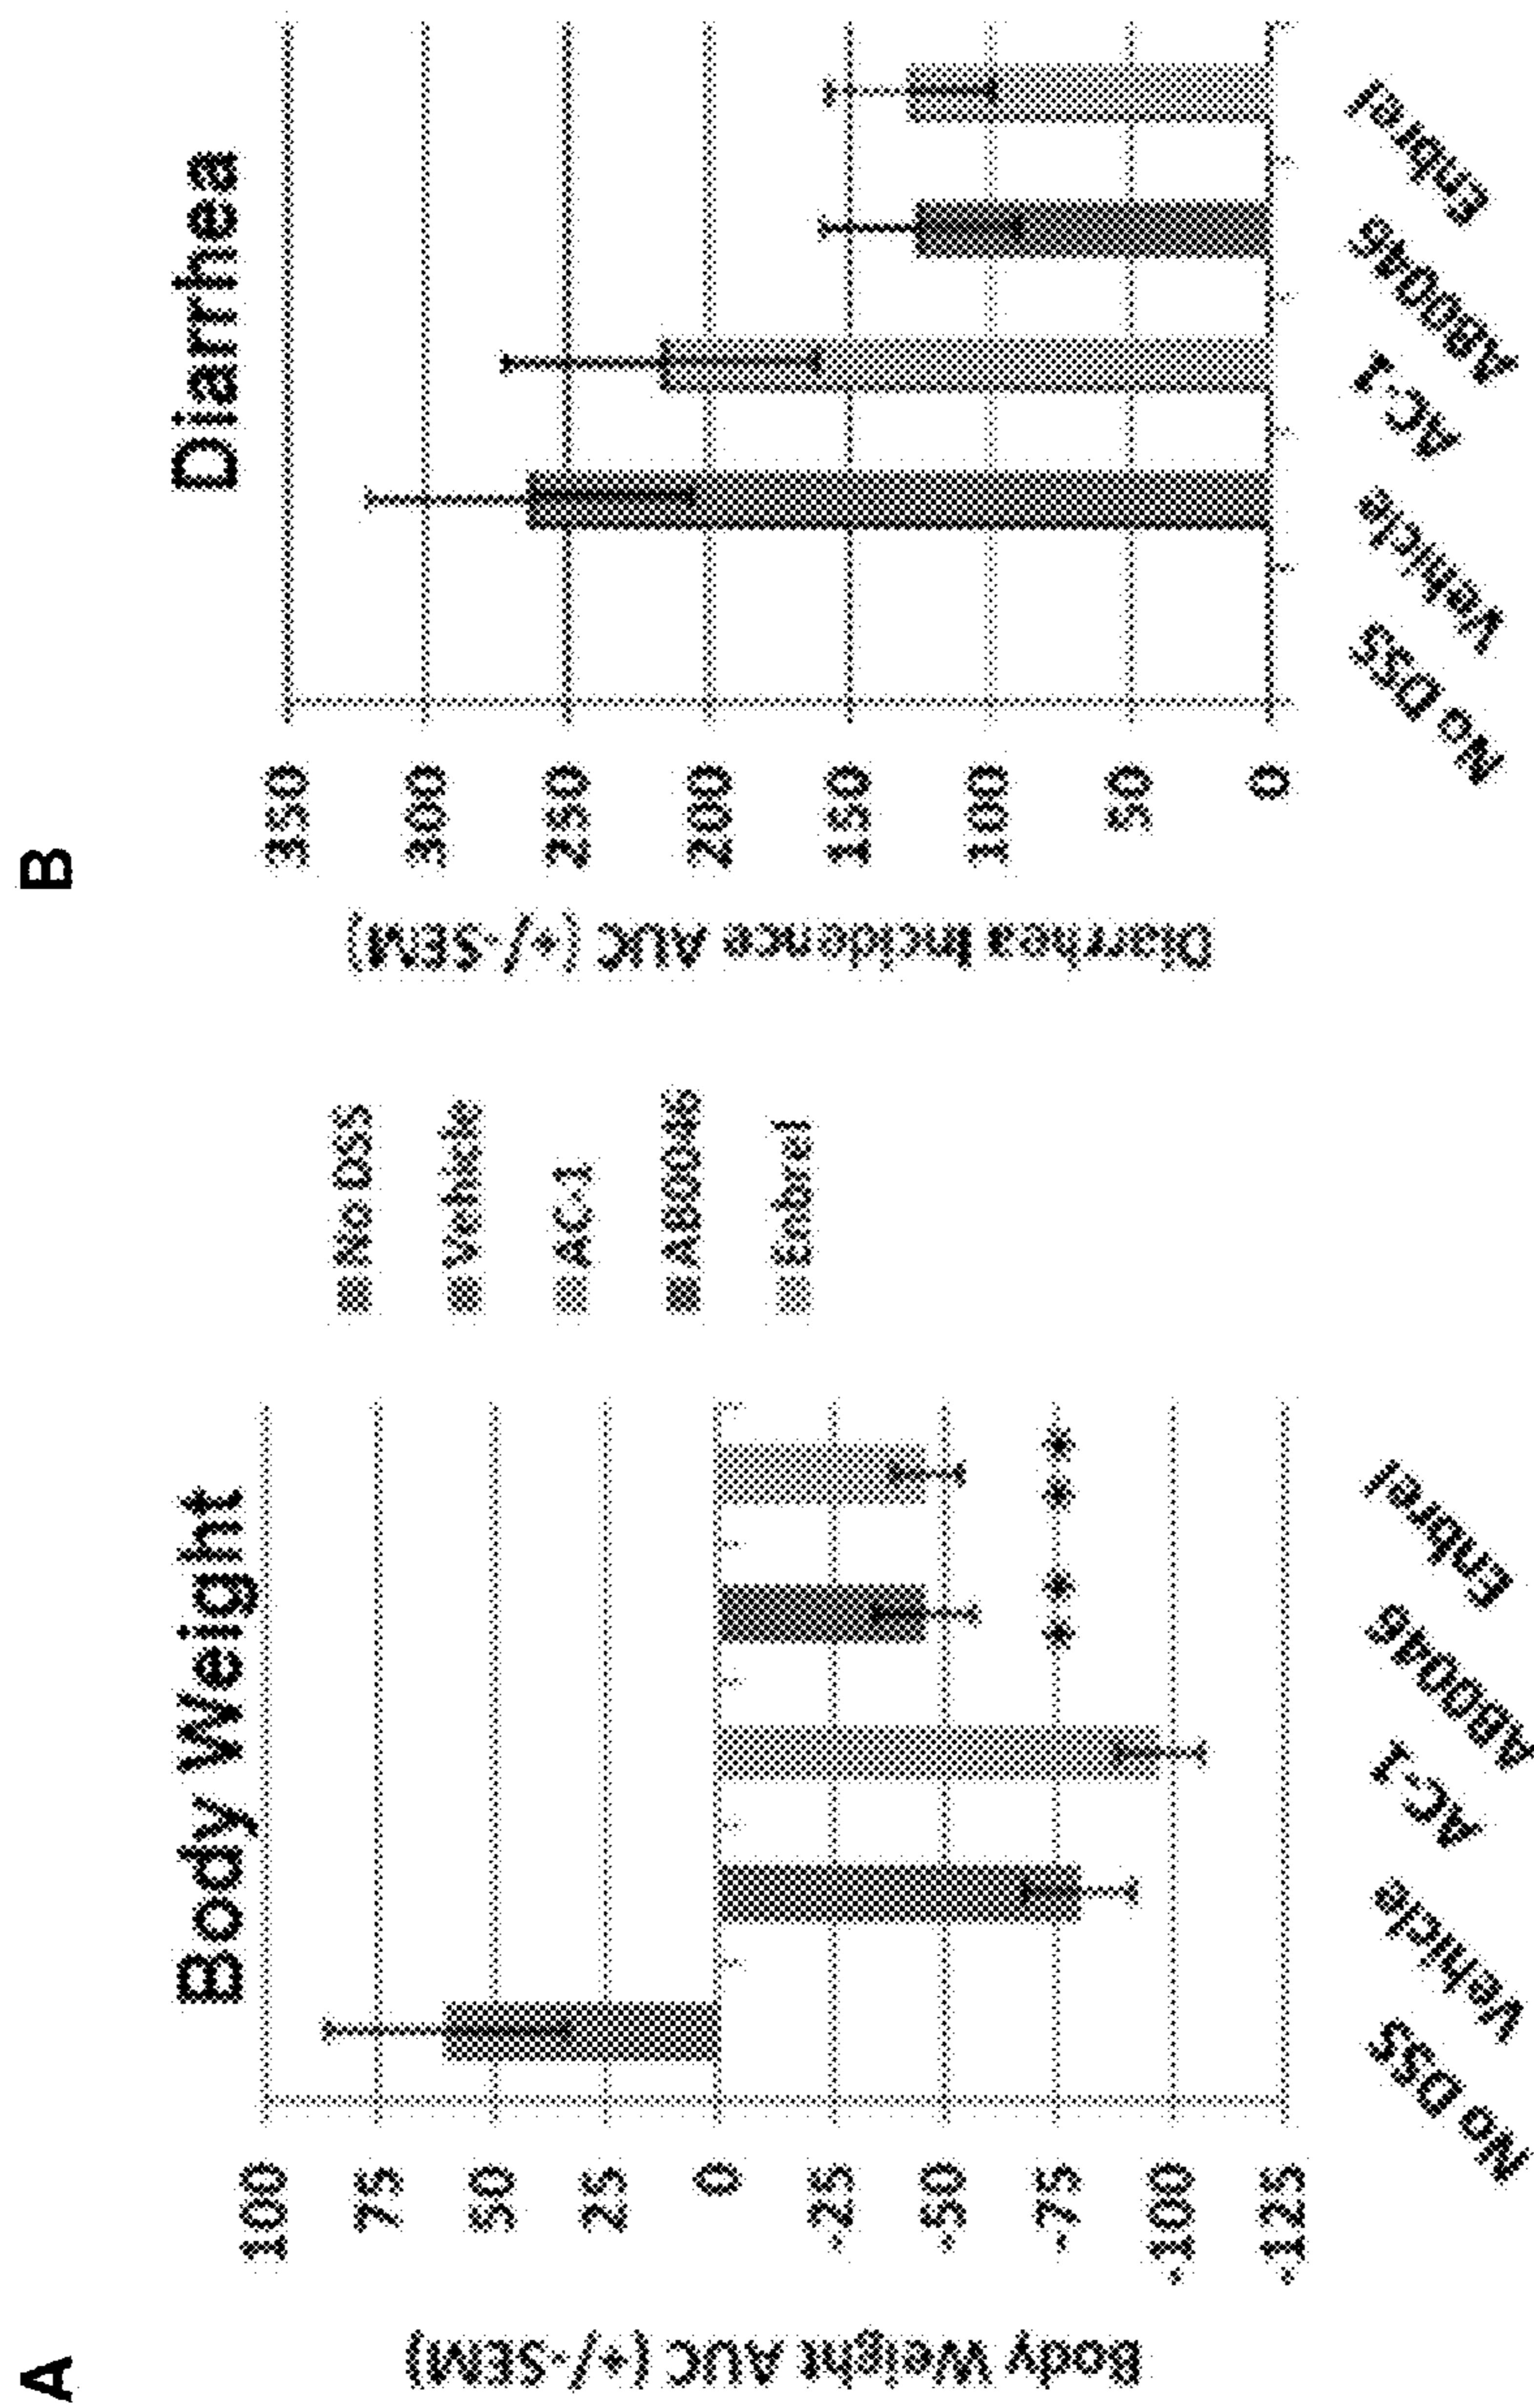 A
Body Weight
Body Weight AUC (+/-SEM)
100
75
50
25
0
-25
-50
-75
-100
-125
** **
No DSS
Vehicle
AC-1
AB0046
Enbrel
No DSS
Vehicle
AC-1
AB0046
Enbrel
B
Diarrhea
Diarrhea Incidence AUC (+/-SEM)
350
300
250
200
150
100
50
0
No DSS
Vehicle
AC-1
AB0046
Enbrel